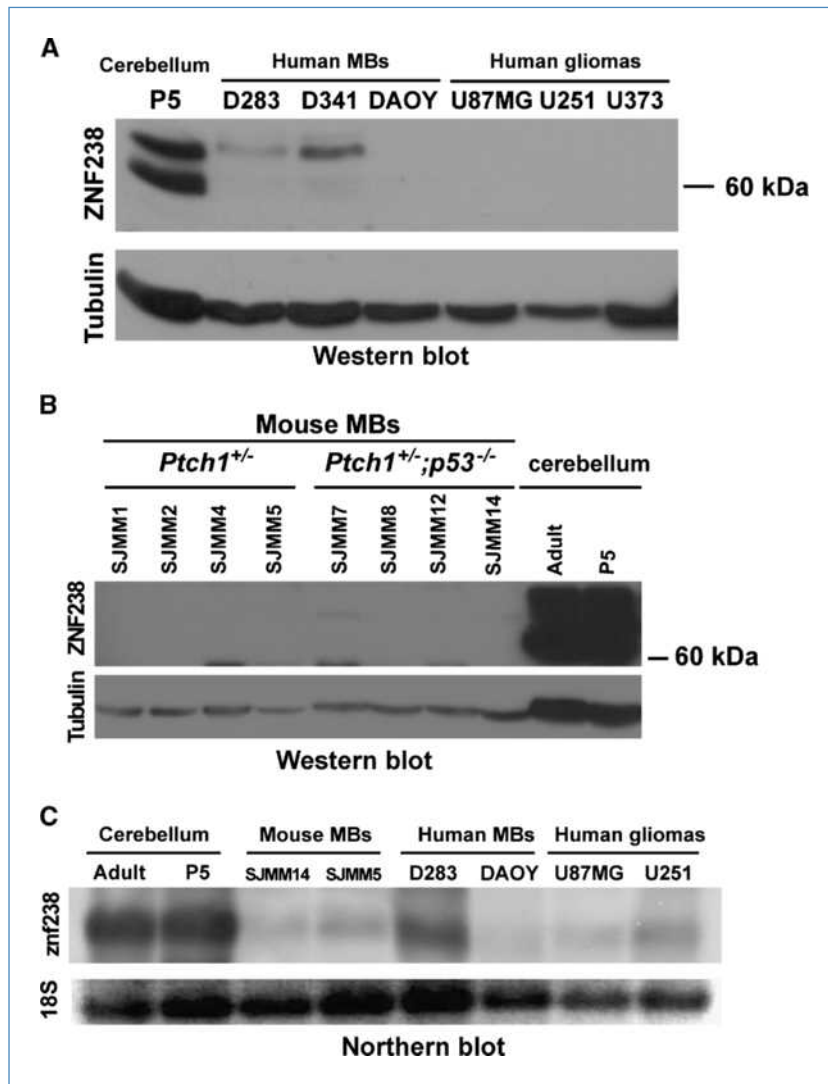 A
Cerebellum Human MBs Human gliomas
P5 D283 D341 DAOY U87MG U251 U373
ZNF238
60 kDa
Tubulin
Western blot
B
Mouse MBs
Ptch1+/- Ptch1+/-;p53-/- cerebellum
SJMM1 SJMM2 SJMM4 SJMM5 SJMM7 SJMM8 SJMM12 SJMM14 Adult P5
ZNF238
60 kDa
Tubulin
Western blot
C
Cerebellum Mouse MBs Human MBs Human gliomas
Adult P5 SJMM14 SJMM5 D283 DAOY U87MG U251
znf238
18S
Northern blot